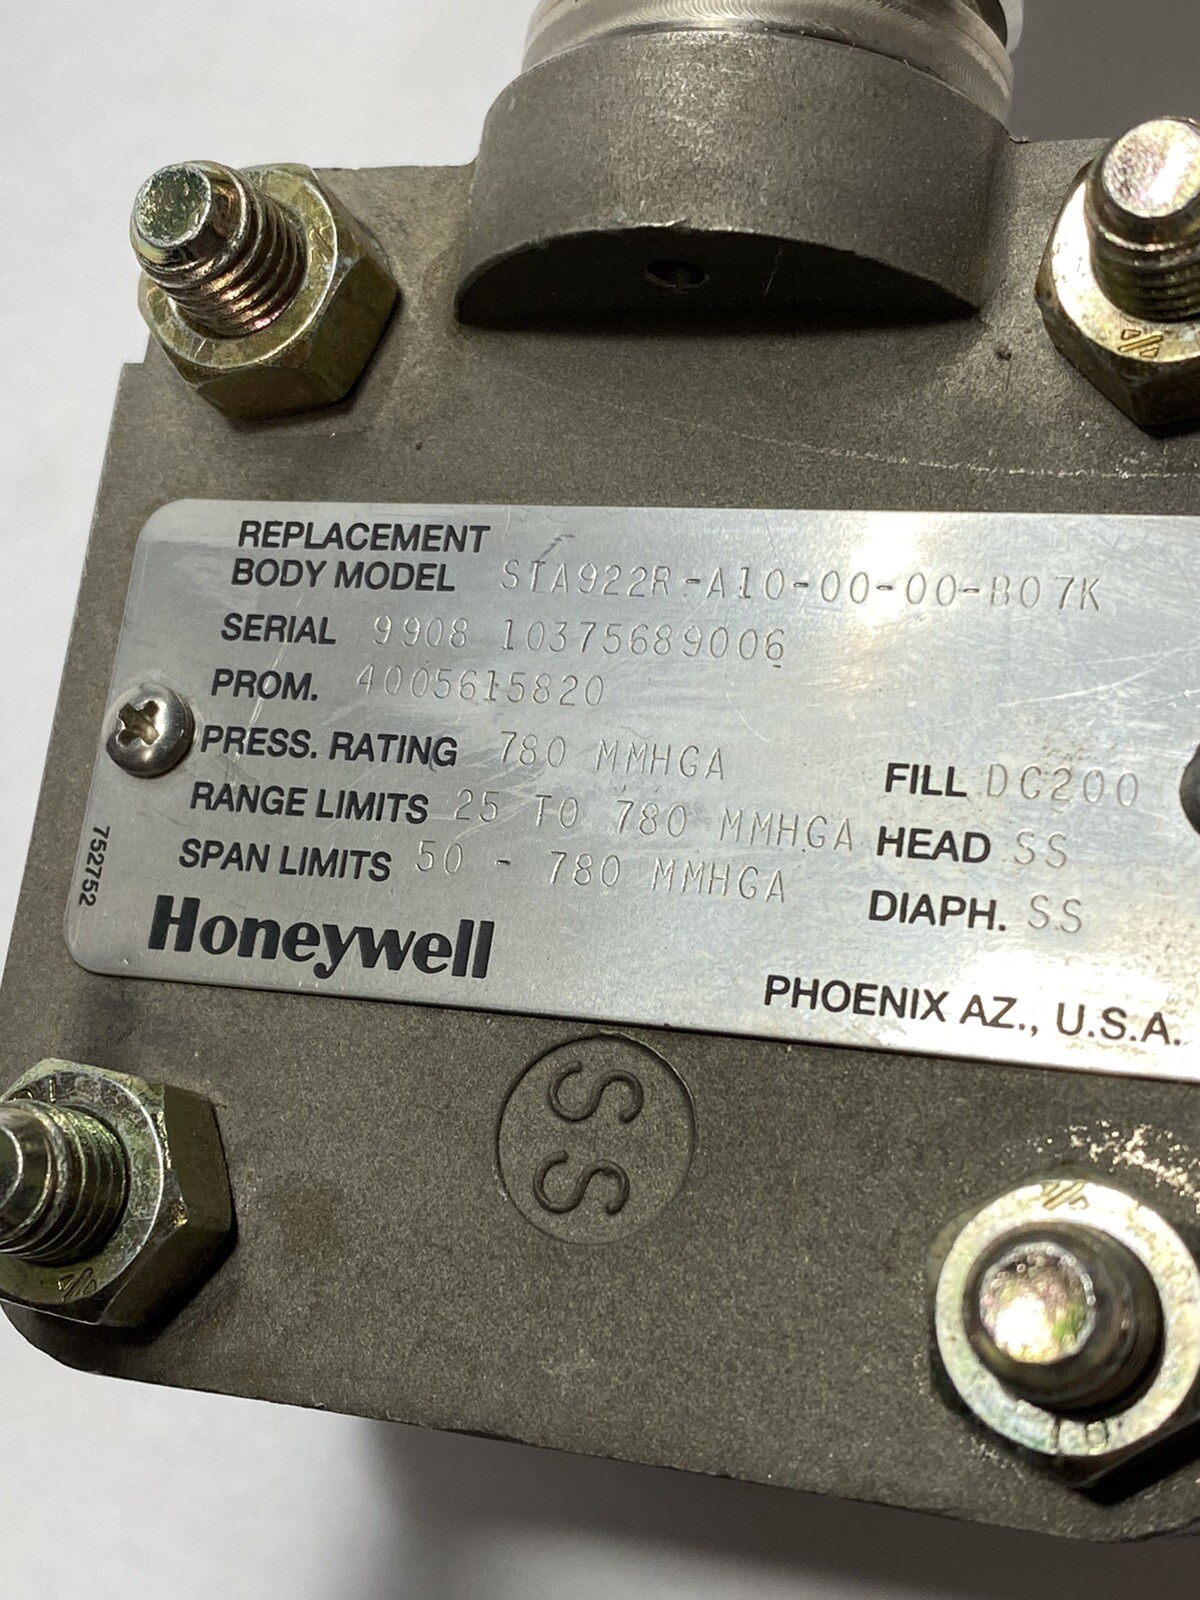 REPLACEMENT
BODY MODEL STA922R-A10-00-00-B07K
SERIAL 9908 10375689006
PROM. 4005615820
PRESS. RATING 780 MMHGA
RANGE LIMITS 25 TO 780 MMHGA
SPAN LIMITS 50 - 780 MMHGA
FILL DC200
HEAD SS
DIAPH. SS
752752
Honeywell
PHOENIX AZ., U.S.A.
SS